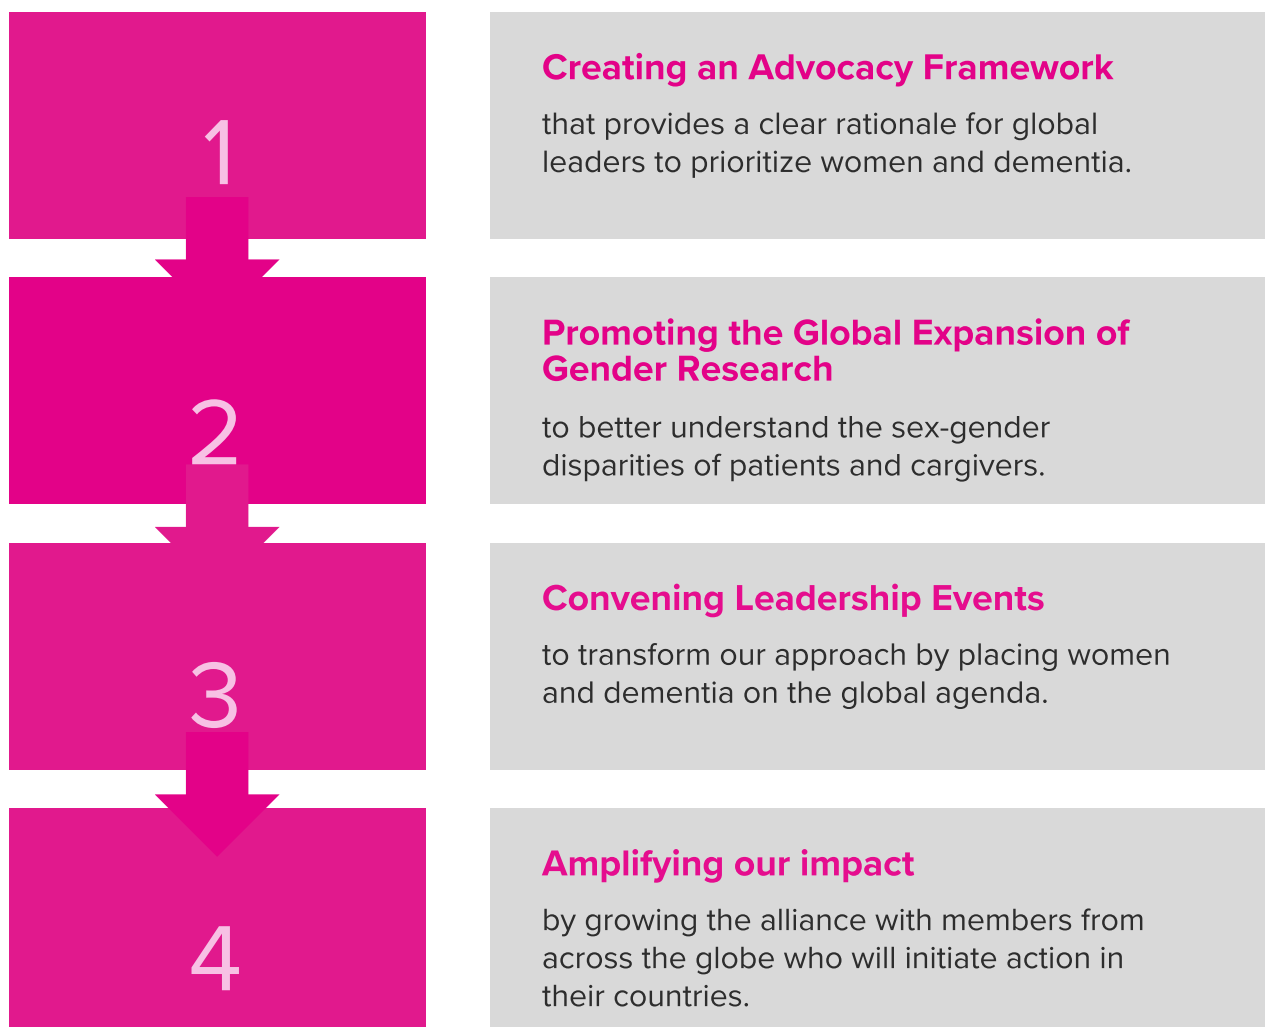 1
Creating an Advocacy Framework
that provides a clear rationale for global
leaders to prioritize women and dementia.
2
Promoting the Global Expansion of
Gender Research
to better understand the sex-gender
disparities of patients and cargivers.
3
Convening Leadership Events
to transform our approach by placing women
and dementia on the global agenda.
4
Amplifying our impact
by growing the alliance with members from
across the globe who will initiate action in
their countries.